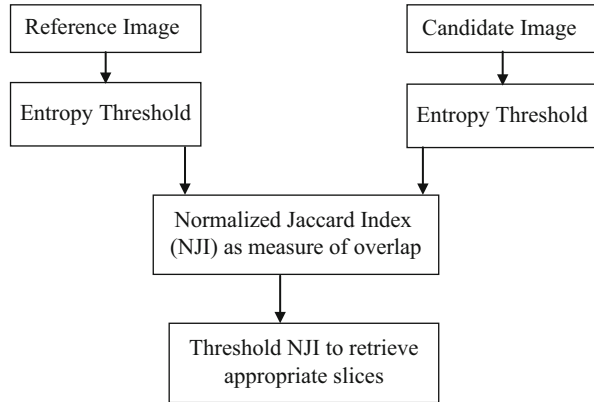 Reference Image
Candidate Image
Entropy Threshold
Entropy Threshold
Normalized Jaccard Index
(NJI) as measure of overlap
Threshold NJI to retrieve
appropriate slices